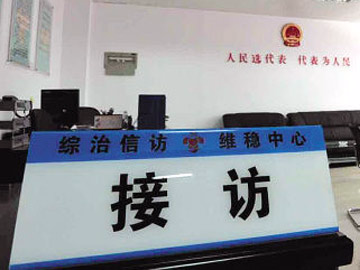 人民选代表 代表为人民
综治信访 维稳中心
接访